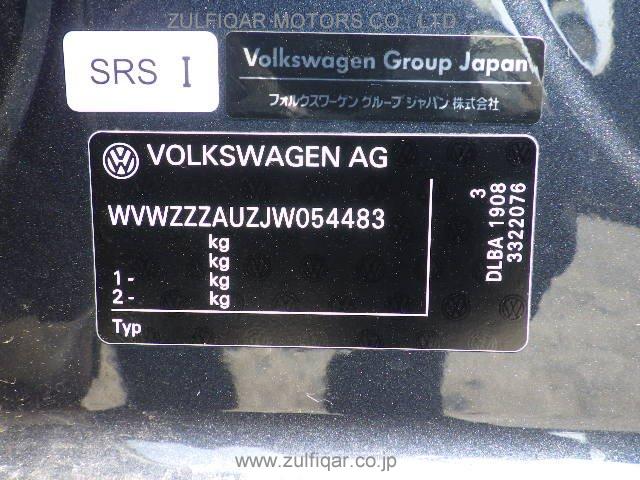 ZULFIQAR MOTORS CO., LTD
SRS I
Volkswagen Group Japan
フォルクスワーゲン グループ ジャパン 株式会社
VOLKSWAGEN AG
WVWZZZAUZJW054483
kg
kg
1 - kg
2 - kg
Typ
3
DLBA 1908
3322076
www.zulfiqar.co.jp